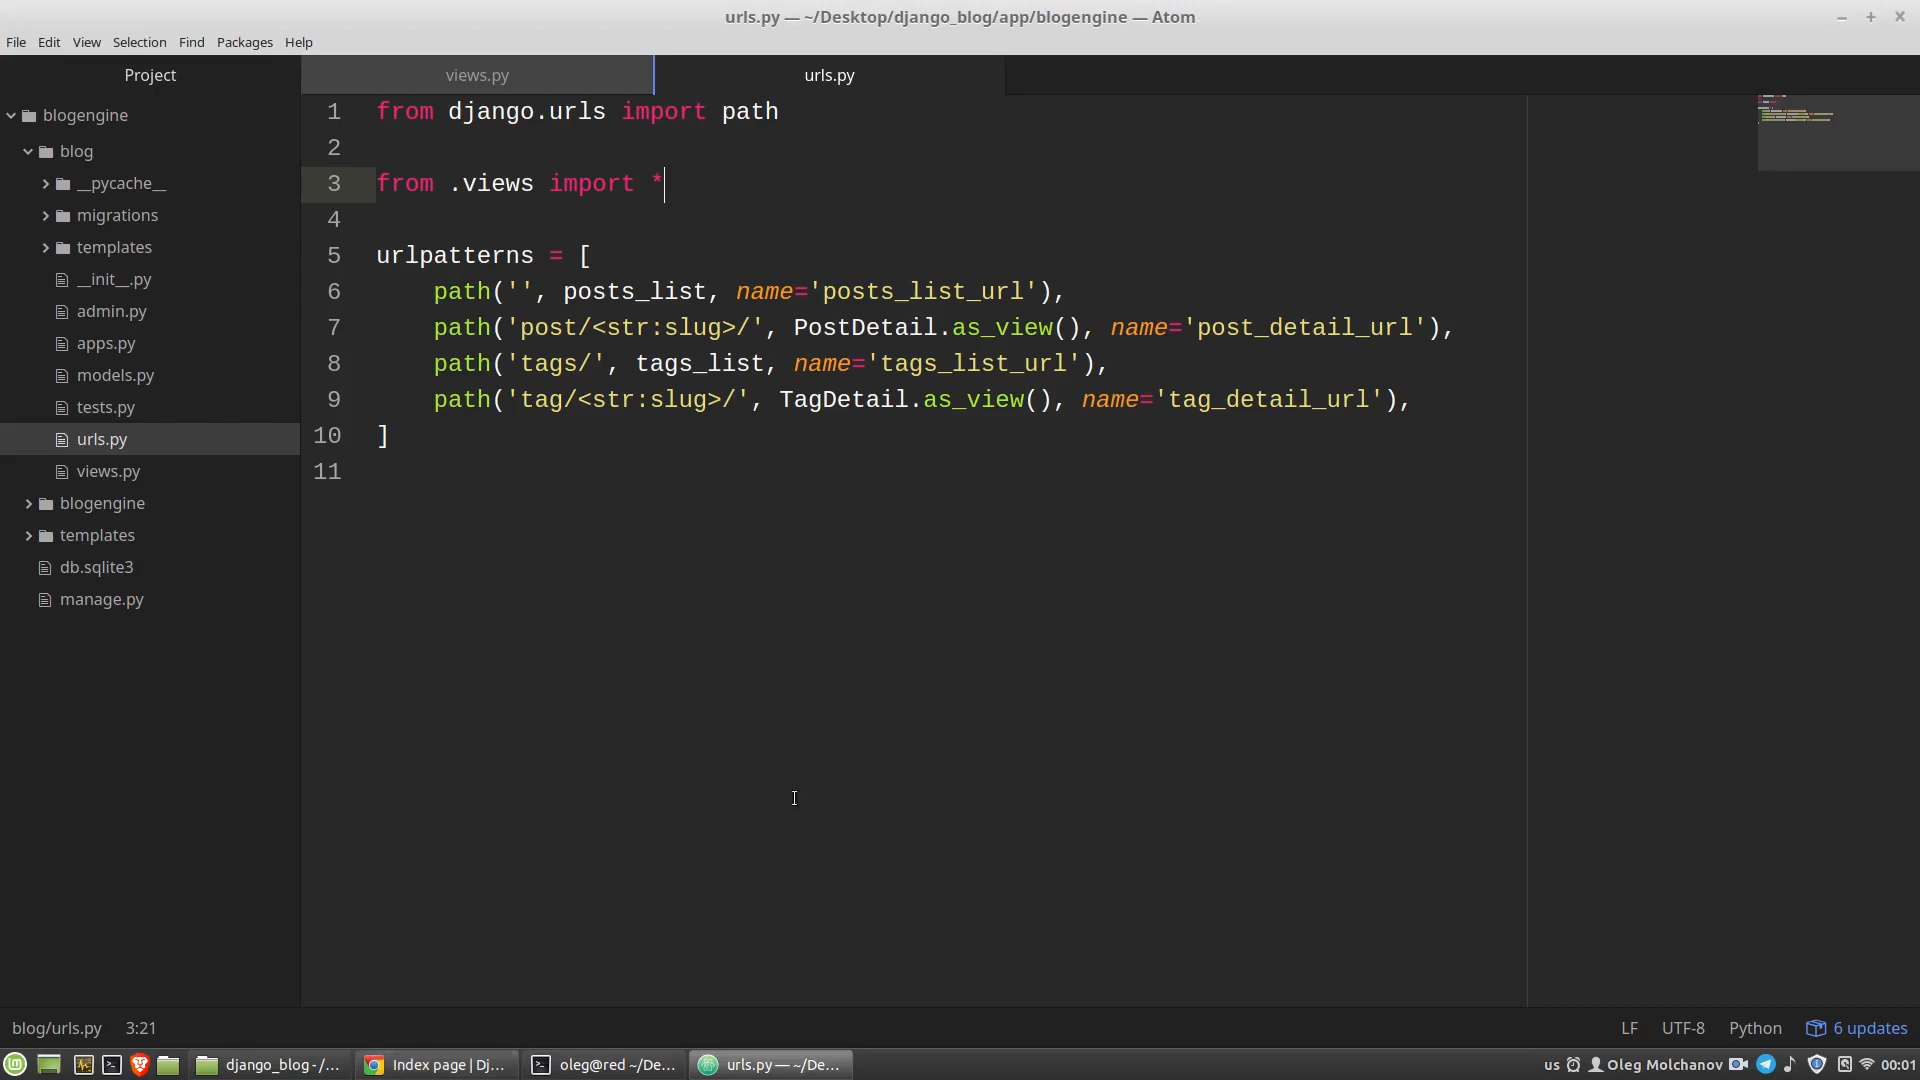 urls.py — ~/Desktop/django_blog/app/blogengine — Atom
File Edit View Selection Find Packages Help
Project
views.py
urls.py
blogengine
blog
__pycache__
migrations
templates
__init__.py
admin.py
apps.py
models.py
tests.py
urls.py
views.py
blogengine
templates
db.sqlite3
manage.py
1 from django.urls import path
2
3 from .views import *
4
5 urlpatterns = [
6     path('', posts_list, name='posts_list_url'),
7     path('post/<str:slug>/', PostDetail.as_view(), name='post_detail_url'),
8     path('tags/', tags_list, name='tags_list_url'),
9     path('tag/<str:slug>/', TagDetail.as_view(), name='tag_detail_url'),
10 ]
11
blog/urls.py 3:21
LF UTF-8 Python 6 updates
django_blog - /...
Index page | Dj...
oleg@red ~/De...
urls.py — ~/De...
us Oleg Molchanov 00:01